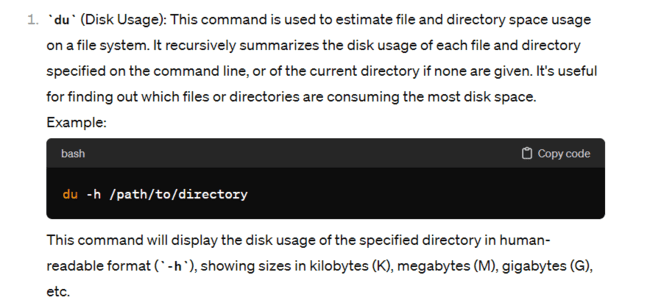 1. `du` (Disk Usage): This command is used to estimate file and directory space usage
on a file system. It recursively summarizes the disk usage of each file and directory
specified on the command line, or of the current directory if none are given. It's useful
for finding out which files or directories are consuming the most disk space.
Example:
bash Copy code
du -h /path/to/directory
This command will display the disk usage of the specified directory in human-
readable format (`-h`), showing sizes in kilobytes (K), megabytes (M), gigabytes (G),
etc.